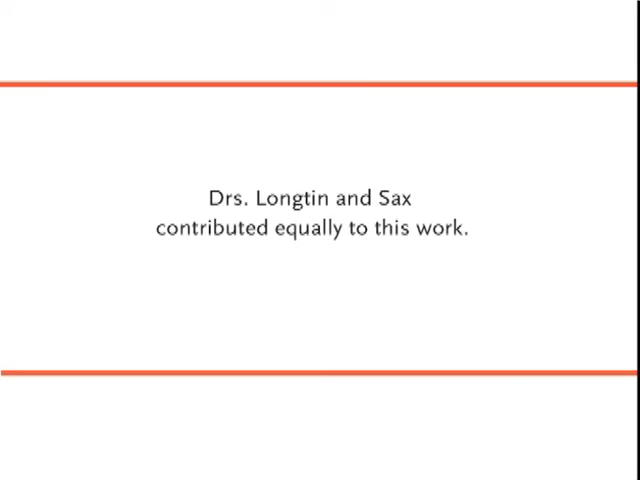 Drs. Longtin and Sax
contributed equally to this work.